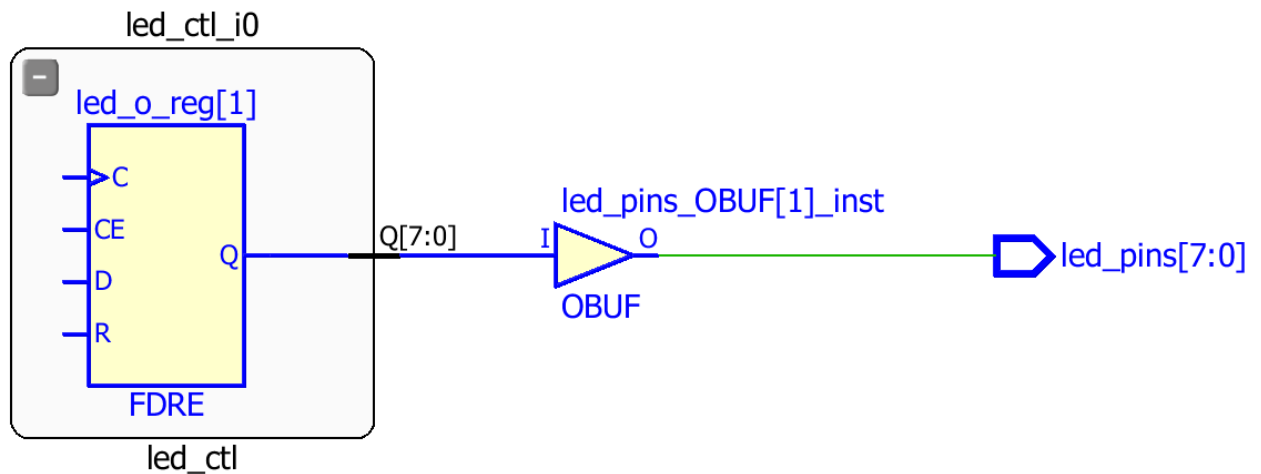 led_ctl_i0
−
led_o_reg[1]
C
CE
D
R
Q
FDRE
led_ctl
Q[7:0]
led_pins_OBUF[1]_inst
I
O
OBUF
led_pins[7:0]